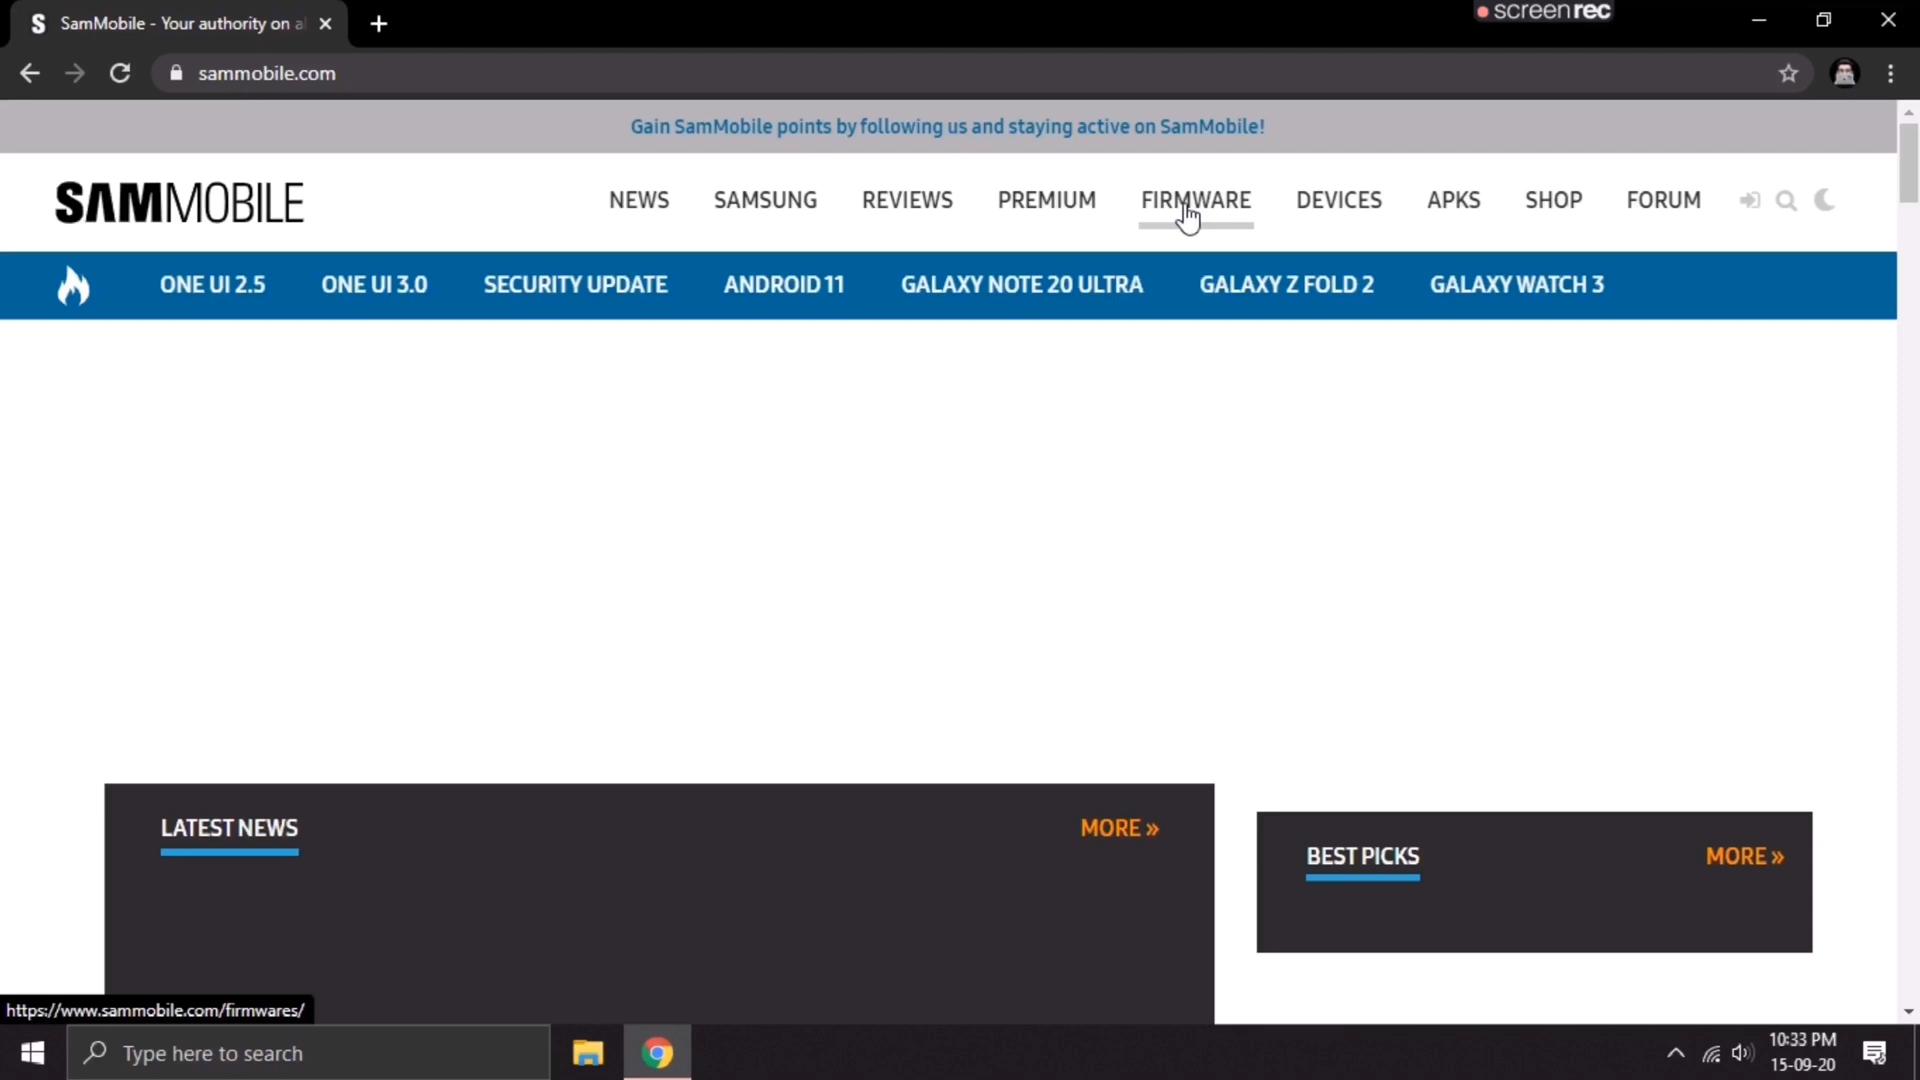 SamMobile - Your authority on a
screenrec
sammobile.com
Gain SamMobile points by following us and staying active on SamMobile!
SAMMOBILE
NEWS SAMSUNG REVIEWS PREMIUM FIRMWARE DEVICES APKS SHOP FORUM
ONE UI 2.5 ONE UI 3.0 SECURITY UPDATE ANDROID 11 GALAXY NOTE 20 ULTRA GALAXY Z FOLD 2 GALAXY WATCH 3
LATEST NEWS MORE »
BEST PICKS MORE »
https://www.sammobile.com/firmwares/
Type here to search
10:33 PM
15-09-20